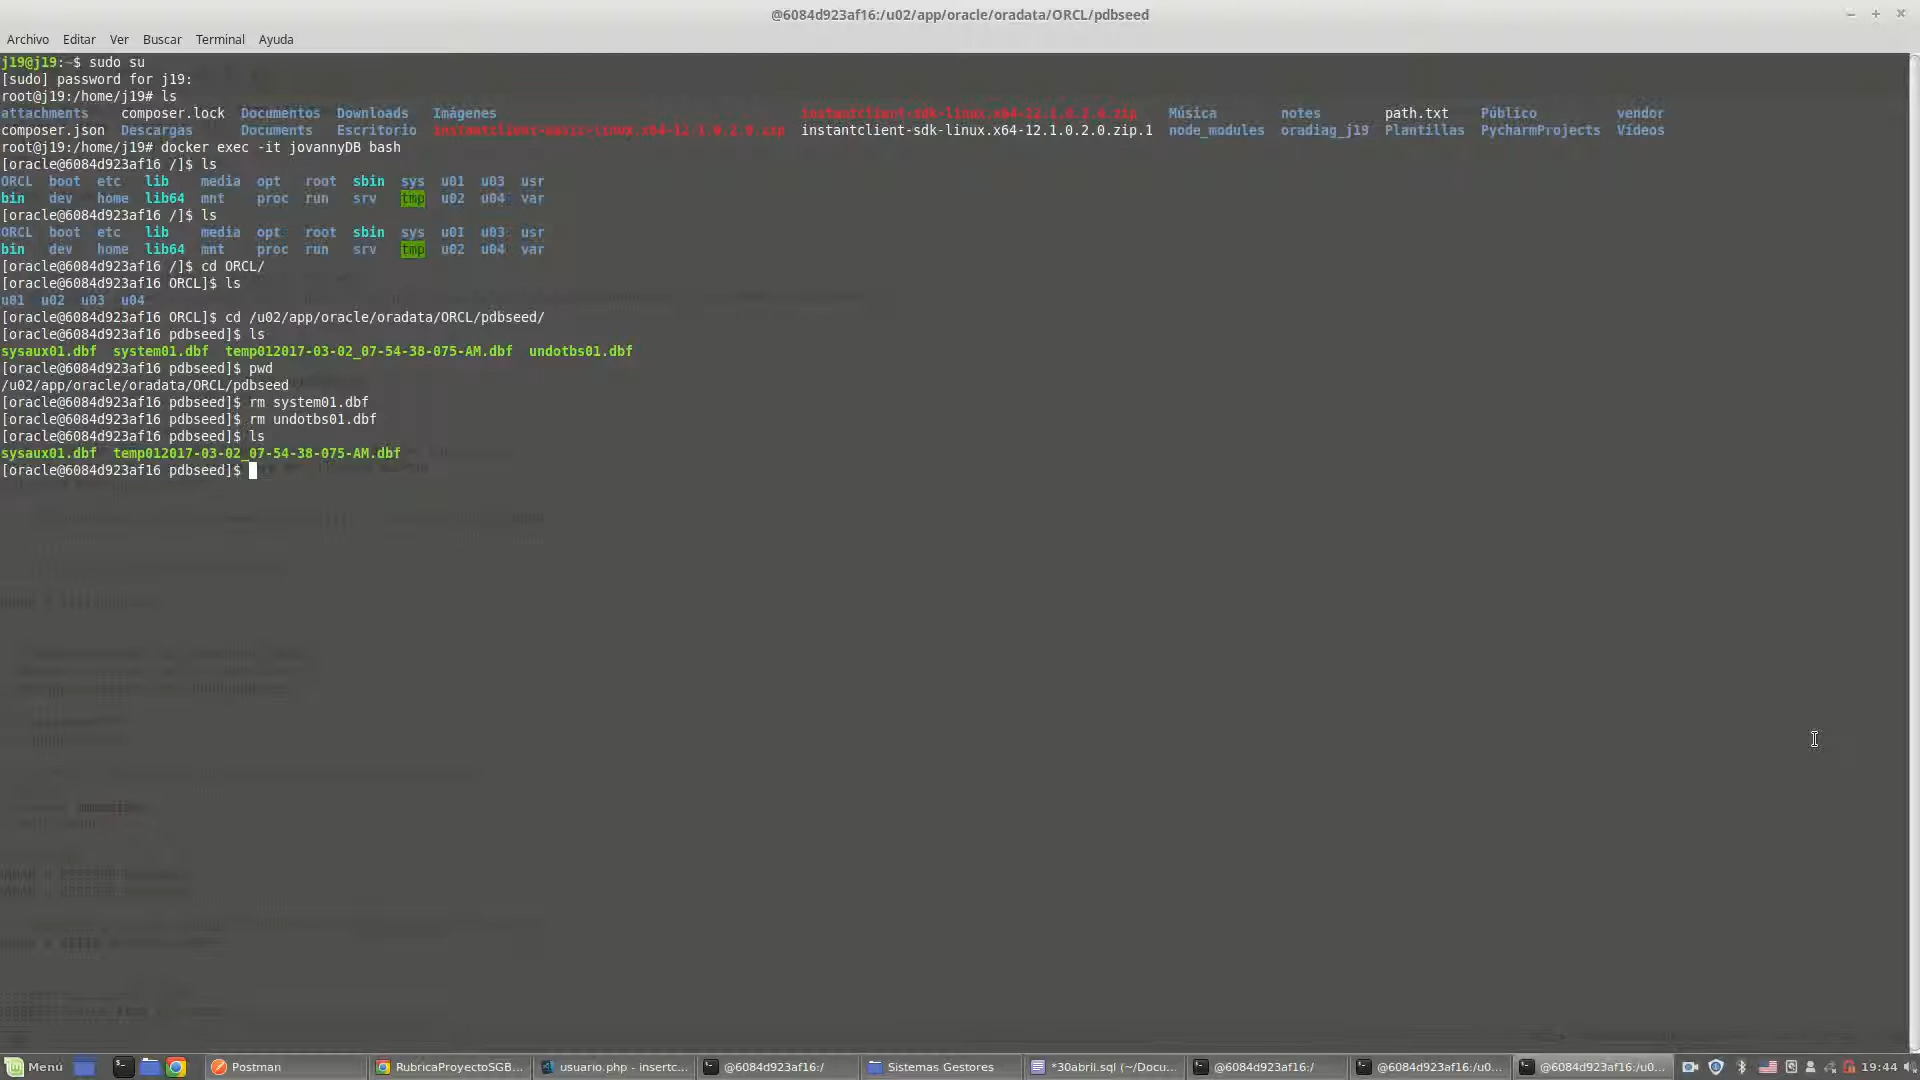 @6084d923af16:/u02/app/oracle/oradata/ORCL/pdbseed
Archivo Editar Ver Buscar Terminal Ayuda
j19@j19:~$ sudo su
[sudo] password for j19:
root@j19:/home/j19# ls
attachments composer.lock Documentos Downloads Imágenes instantclient-sdk-linux.x64-12.1.0.2.0.zip Música notes path.txt Público vendor
composer.json Descargas Documents Escritorio instantclient-basic-linux.x64-12.1.0.2.0.zip instantclient-sdk-linux.x64-12.1.0.2.0.zip.1 node_modules oradiag_j19 Plantillas PycharmProjects Vídeos
root@j19:/home/j19# docker exec -it jovannyDB bash
[oracle@6084d923af16 /]$ ls
ORCL boot etc lib media opt root sbin sys u01 u03 usr
bin dev home lib64 mnt proc run srv tmp u02 u04 var
[oracle@6084d923af16 /]$ ls
ORCL boot etc lib media opt root sbin sys u01 u03 usr
bin dev home lib64 mnt proc run srv tmp u02 u04 var
[oracle@6084d923af16 /]$ cd ORCL/
[oracle@6084d923af16 ORCL]$ ls
u01 u02 u03 u04
[oracle@6084d923af16 ORCL]$ cd /u02/app/oracle/oradata/ORCL/pdbseed/
[oracle@6084d923af16 pdbseed]$ ls
sysaux01.dbf system01.dbf temp012017-03-02_07-54-38-075-AM.dbf undotbs01.dbf
[oracle@6084d923af16 pdbseed]$ pwd
/u02/app/oracle/oradata/ORCL/pdbseed
[oracle@6084d923af16 pdbseed]$ rm system01.dbf
[oracle@6084d923af16 pdbseed]$ rm undotbs01.dbf
[oracle@6084d923af16 pdbseed]$ ls
sysaux01.dbf temp012017-03-02_07-54-38-075-AM.dbf
[oracle@6084d923af16 pdbseed]$
Menú Postman RubricaProyectoSGB... usuario.php - insertc... @6084d923af16:/ Sistemas Gestores *30abril.sql (~/Docu... @6084d923af16:/ @6084d923af16:/u0... @6084d923af16:/u0... 19:44